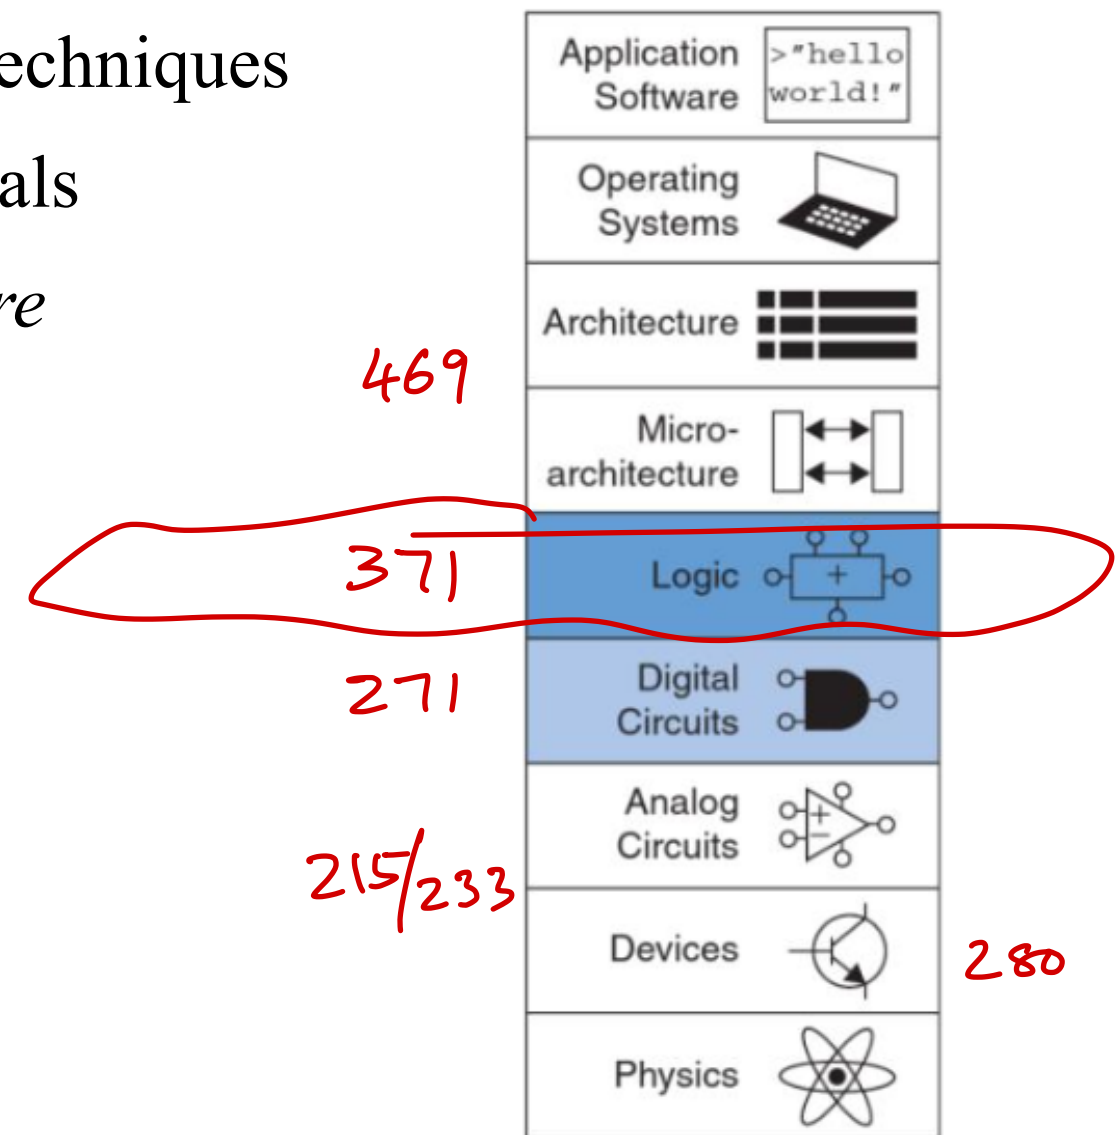 echniques
als
re
Application
Software
>"hello
world!"
Operating
Systems
Architecture
469
Micro-
architecture
371
Logic
+
271
Digital
Circuits
Analog
Circuits
+
−
215/233
Devices
280
Physics